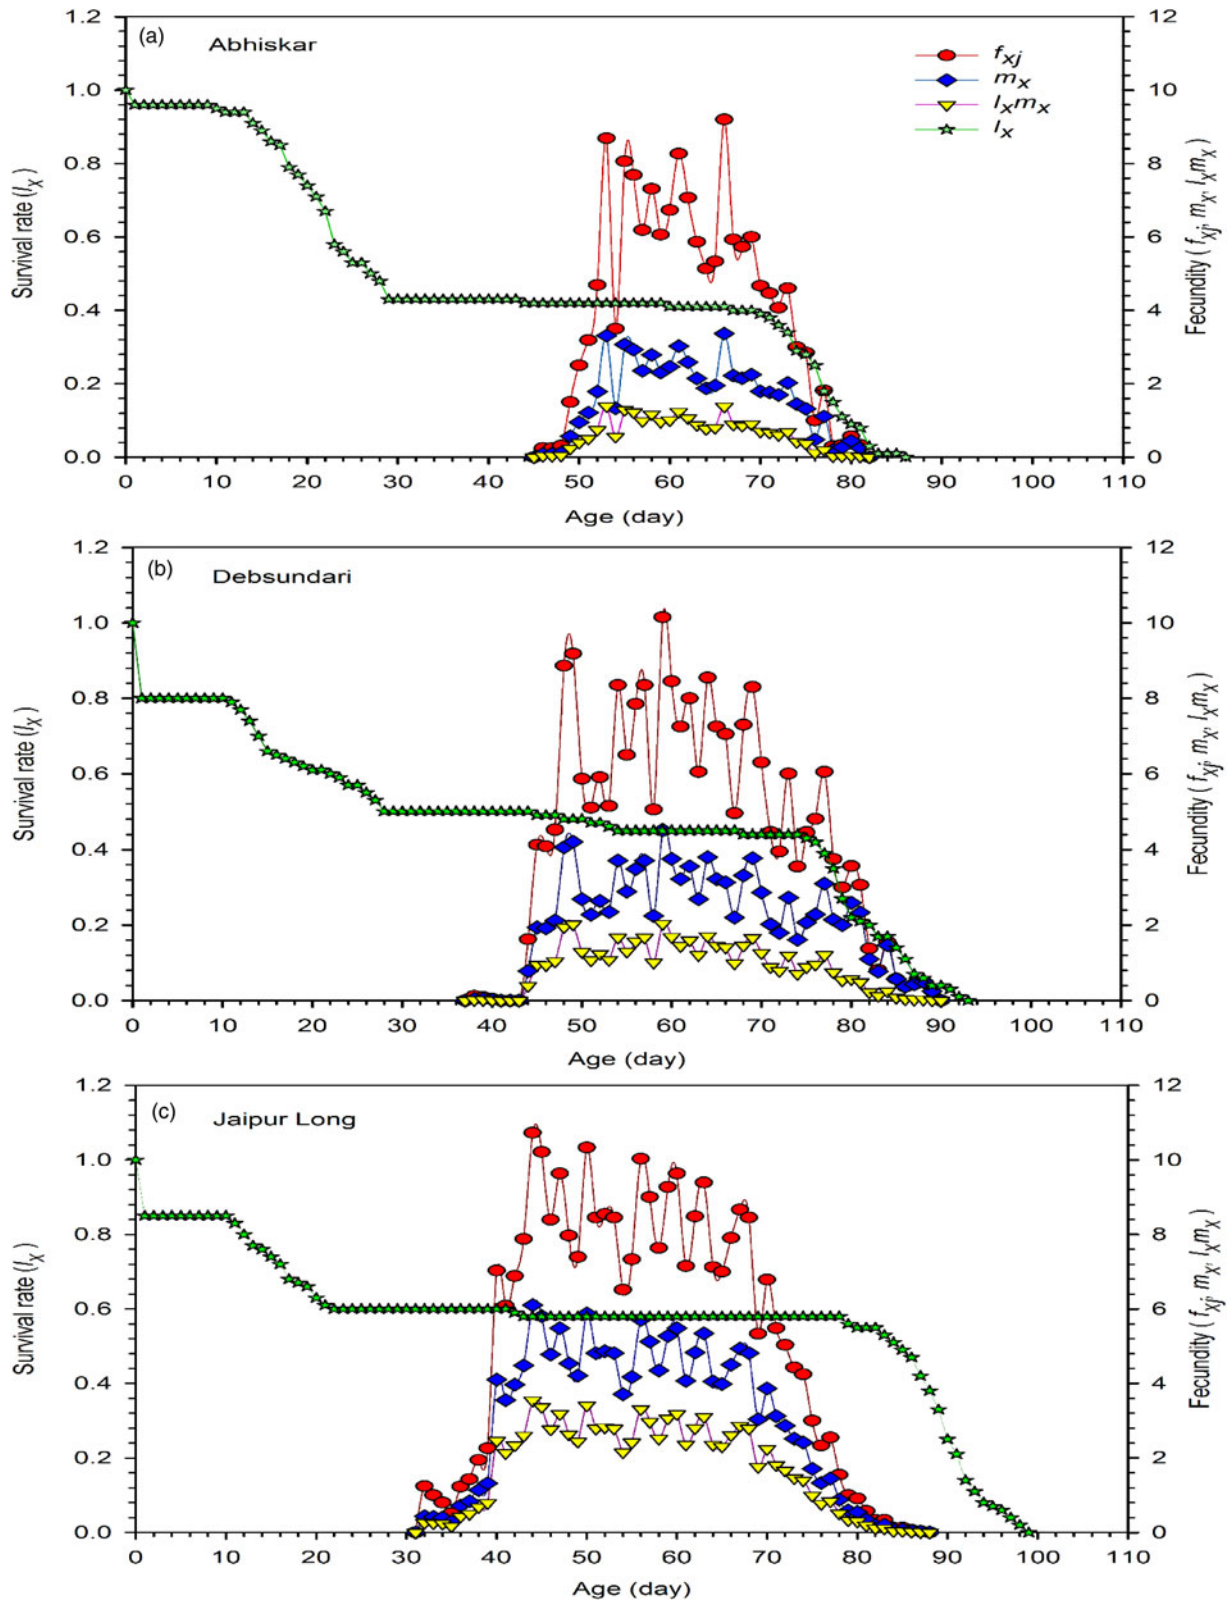 (a)
Abhiskar
f_xj
m_x
l_xm_x
l_x
1.2
1.0
0.8
0.6
0.4
0.2
0.0
Survival rate (l_x)
12
10
8
6
4
2
0
Fecundity ( f_xj, m_x, l_xm_x)
0 10 20 30 40 50 60 70 80 90 100 110
Age (day)
(b)
Debsundari
1.2
1.0
0.8
0.6
0.4
0.2
0.0
Survival rate (l_x)
12
10
8
6
4
2
0
Fecundity ( f_xj, m_x, l_xm_x)
0 10 20 30 40 50 60 70 80 90 100 110
Age (day)
(c)
Jaipur Long
1.2
1.0
0.8
0.6
0.4
0.2
0.0
Survival rate (l_x)
12
10
8
6
4
2
0
Fecundity ( f_xj, m_x, l_xm_x)
0 10 20 30 40 50 60 70 80 90 100 110
Age (day)